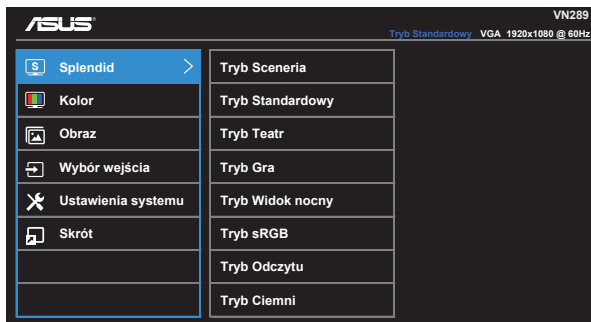 ASUS
VN289
Tryb Standardowy VGA 1920x1080 @ 60Hz
S Splendid
Kolor
Obraz
Wybór wejścia
Ustawienia systemu
Skrót
Tryb Sceneria
Tryb Standardowy
Tryb Teatr
Tryb Gra
Tryb Widok nocny
Tryb sRGB
Tryb Odczytu
Tryb Ciemni